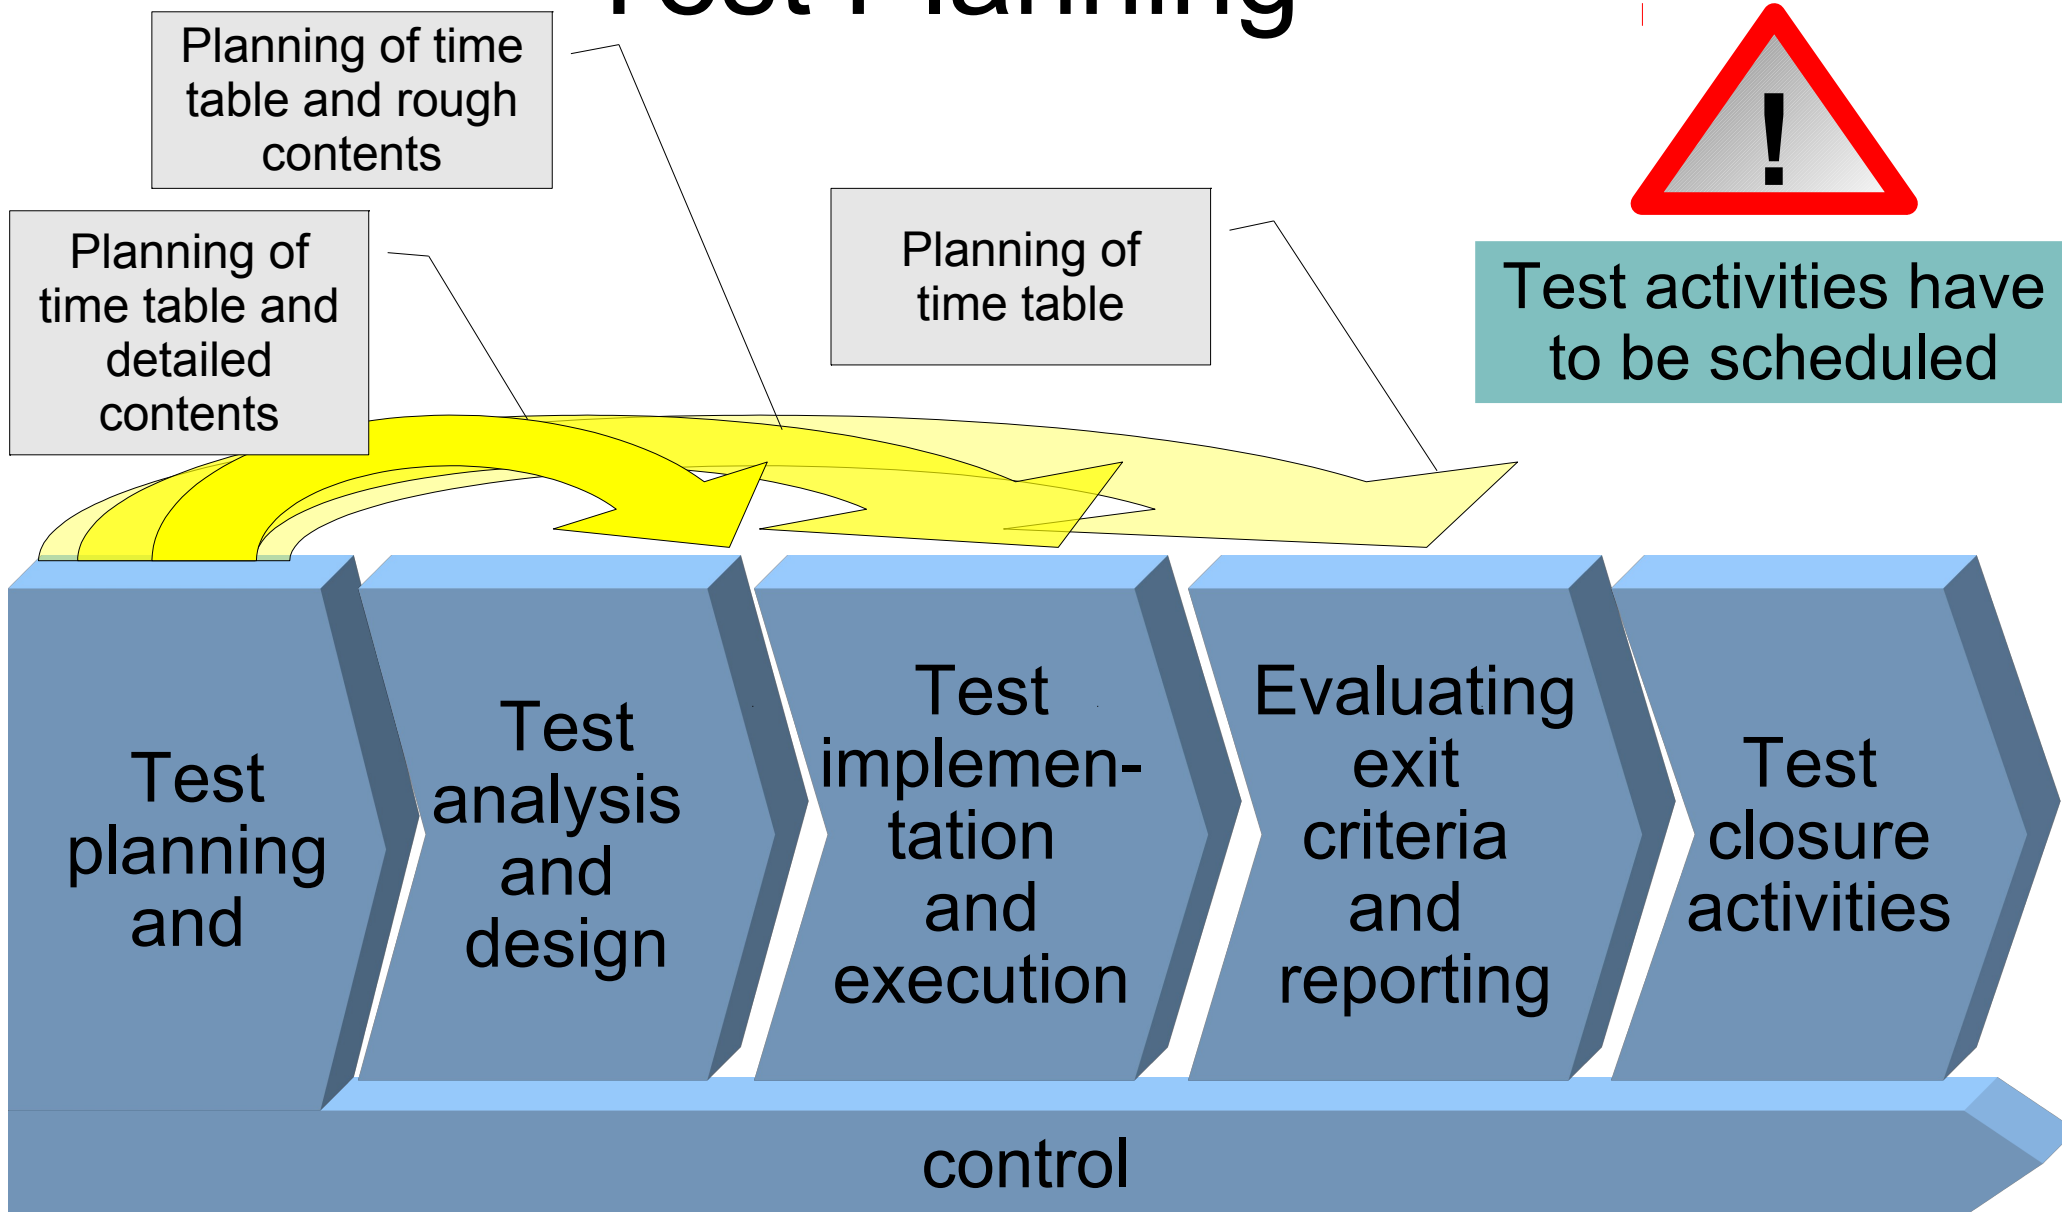 Test Planning
Planning of time
table and rough
contents
!
Planning of
time table and
detailed
contents
Planning of
time table
Test activities have
to be scheduled
Test
planning
and
Test
analysis
and
design
Test
implemen-
tation
and
execution
Evaluating
exit
criteria
and
reporting
Test
closure
activities
control